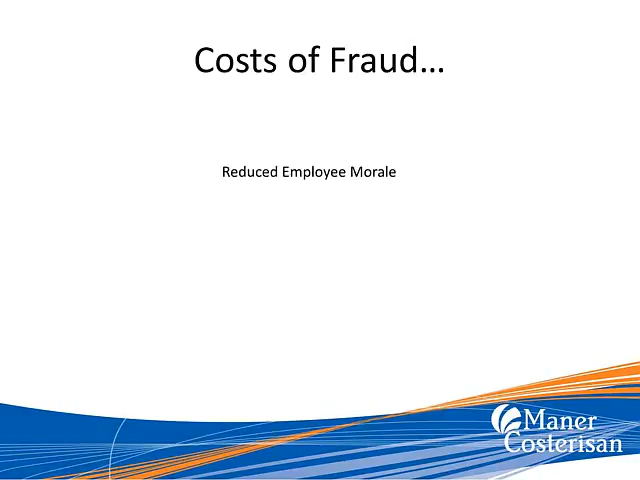 Costs of Fraud…
Reduced Employee Morale
Maner
Costerisan